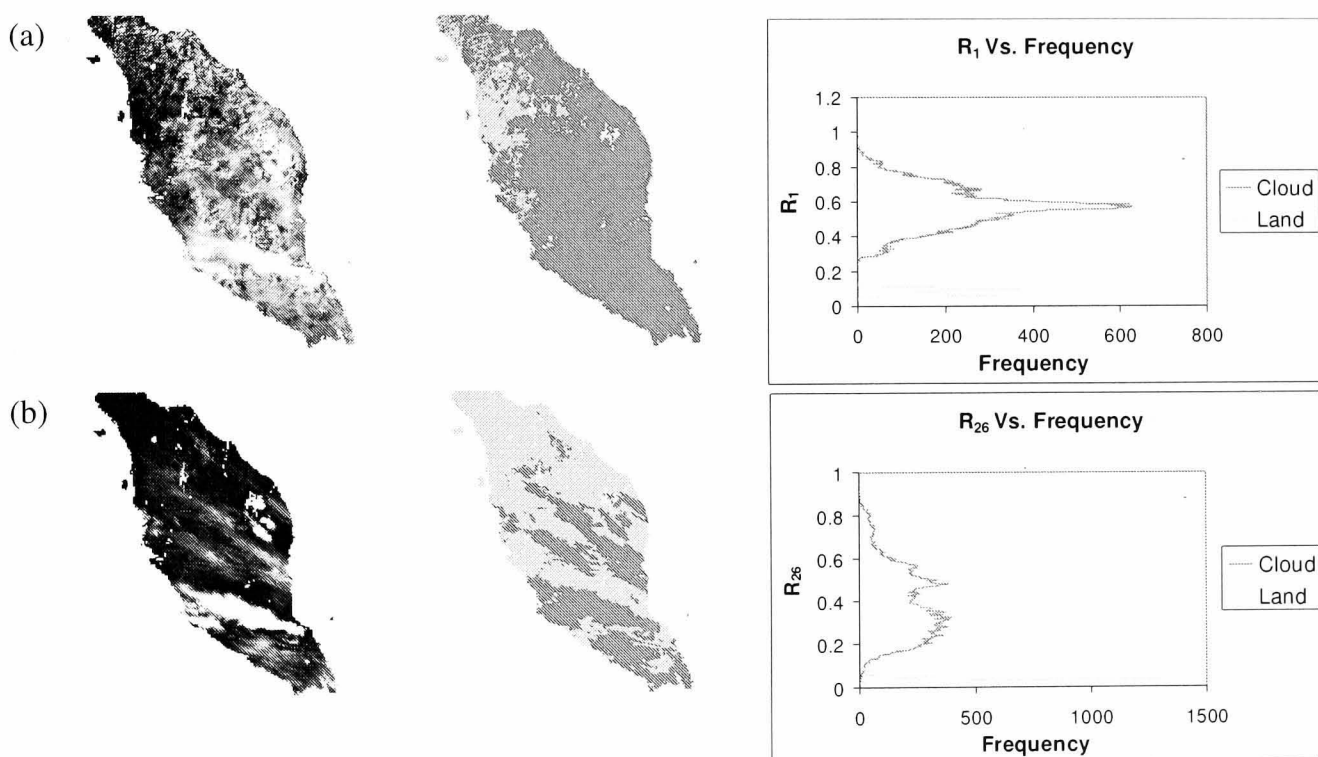 (a)
R₁ Vs. Frequency
1.2
1
0.8
0.6
0.4
0.2
0
R₁
0 200 400 600 800
Frequency
Cloud
Land
(b)
R₂₆ Vs. Frequency
1
0.8
0.6
0.4
0.2
0
R₂₆
0 500 1000 1500
Frequency
Cloud
Land